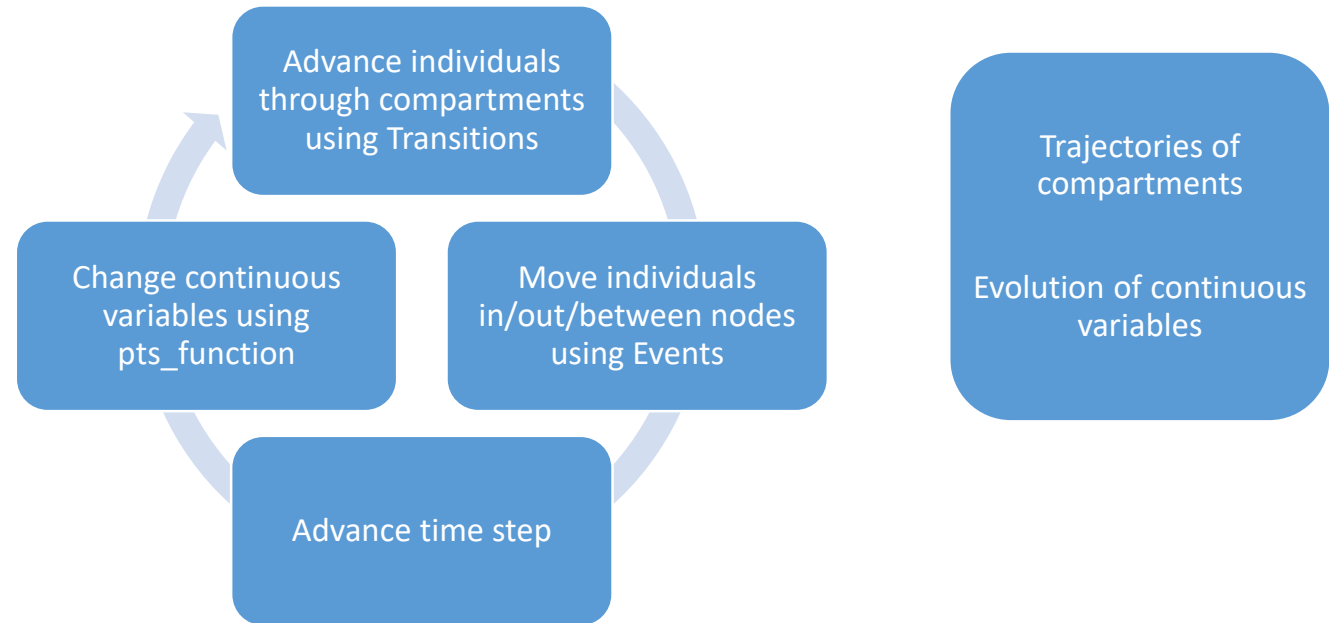 Advance individuals
through compartments
using Transitions
Change continuous
variables using
pts_function
Move individuals
in/out/between nodes
using Events
Advance time step
Trajectories of
compartments
Evolution of continuous
variables